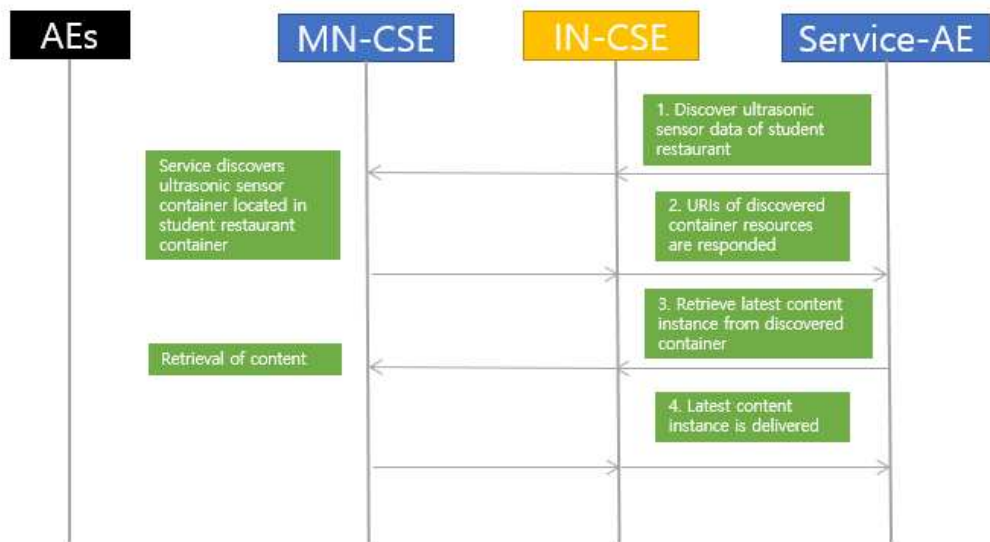 AEs
MN-CSE
IN-CSE
Service-AE
1. Discover ultrasonic
sensor data of student
restaurant
Service discovers
ultrasonic sensor
container located in
student restaurant
container
2. URIs of discovered
container resources
are responded
3. Retrieve latest content
instance from discovered
container
Retrieval of content
4. Latest content
instance is delivered